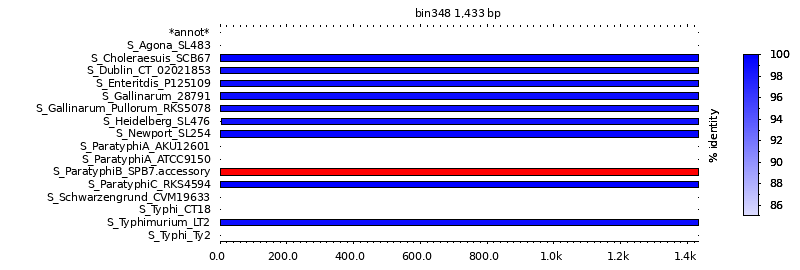 bin348 1,433 bp
*annot*
S_Agona_SL483
S_Choleraesuis_SCB67
S_Dublin_CT_02021853
S_Enteritdis_P125109
S_Gallinarum_28791
S_Gallinarum_Pullorum_RKS5078
S_Heidelberg_SL476
S_Newport_SL254
S_ParatyphiA_AKU12601
S_ParatyphiA_ATCC9150
S_ParatyphiB_SPB7.accessory
S_ParatyphiC_RKS4594
S_Schwarzengrund_CVM19633
S_Typhi_CT18
S_Typhimurium_LT2
S_Typhi_Ty2
0.0 200.0 400.0 600.0 800.0 1.0k 1.2k 1.4k
% identity
100
98
96
94
92
90
88
86